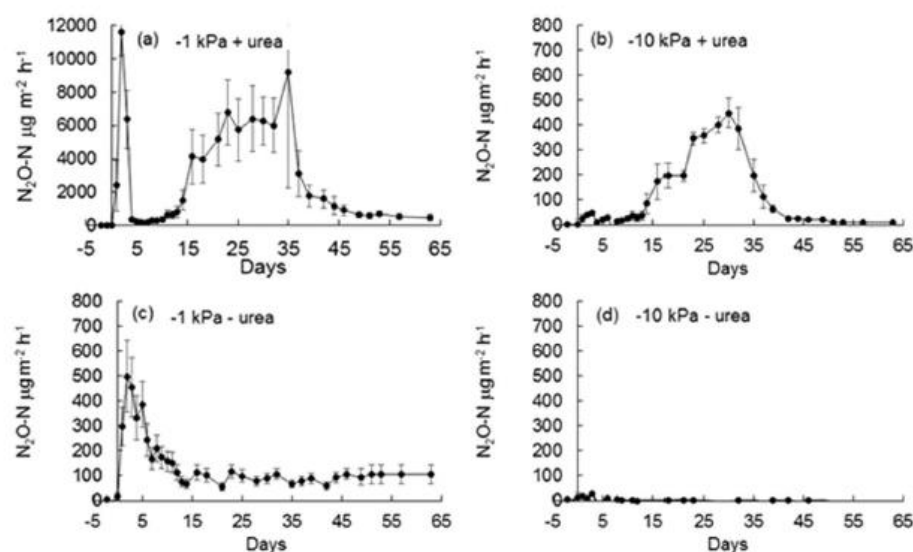 (a) -1 kPa + urea
N₂O-N µg m⁻² h⁻¹
12000
10000
8000
6000
4000
2000
0
-5 5 15 25 35 45 55 65
Days
(b) -10 kPa + urea
N₂O-N µg m⁻² h⁻¹
800
700
600
500
400
300
200
100
0
-5 5 15 25 35 45 55 65
Days
(c) -1 kPa - urea
N₂O-N µg m⁻² h⁻¹
800
700
600
500
400
300
200
100
0
-5 5 15 25 35 45 55 65
Days
(d) -10 kPa - urea
N₂O-N µg m⁻² h⁻¹
800
700
600
500
400
300
200
100
0
-5 5 15 25 35 45 55 65
Days